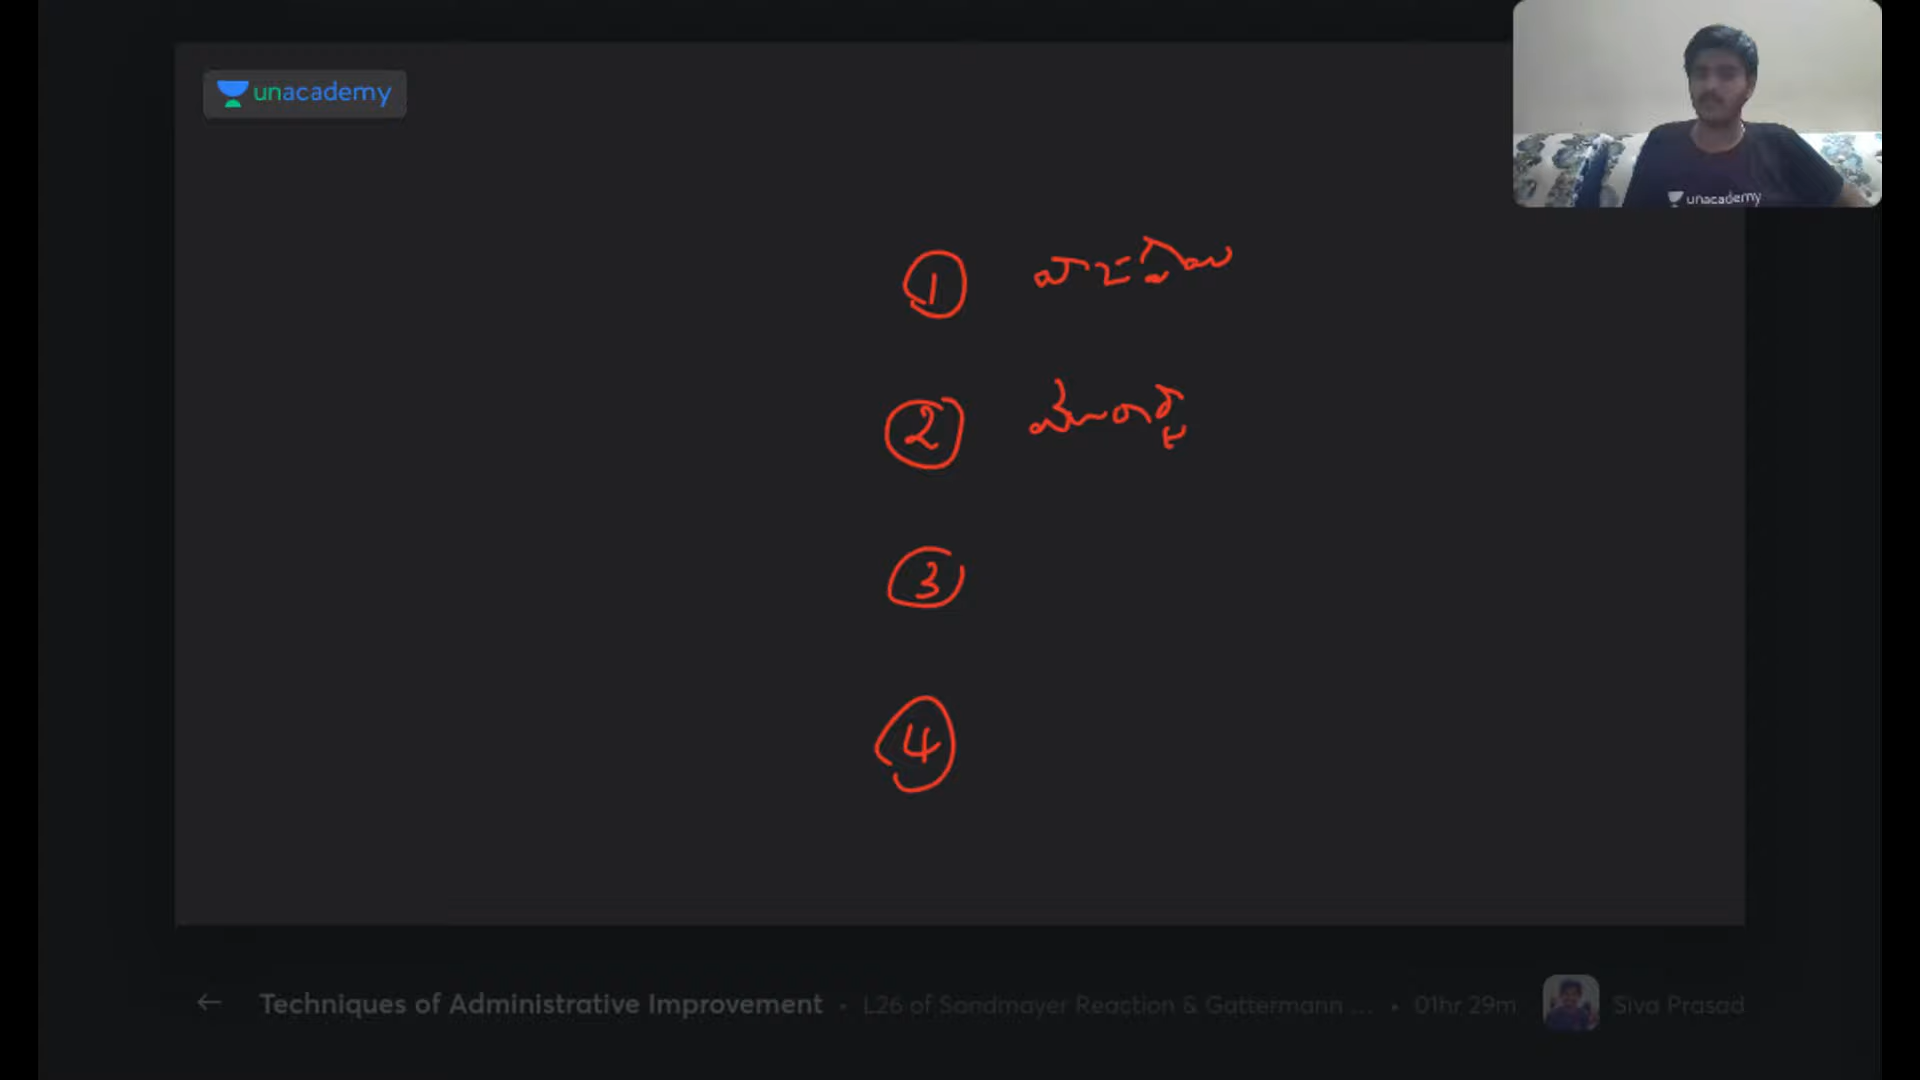 unacademy
unacademy
①
②
③
④
← Techniques of Administrative Improvement • L26 of Sandmayer Reaction & Gattermann ... • 01hr 29m Siva Prasad